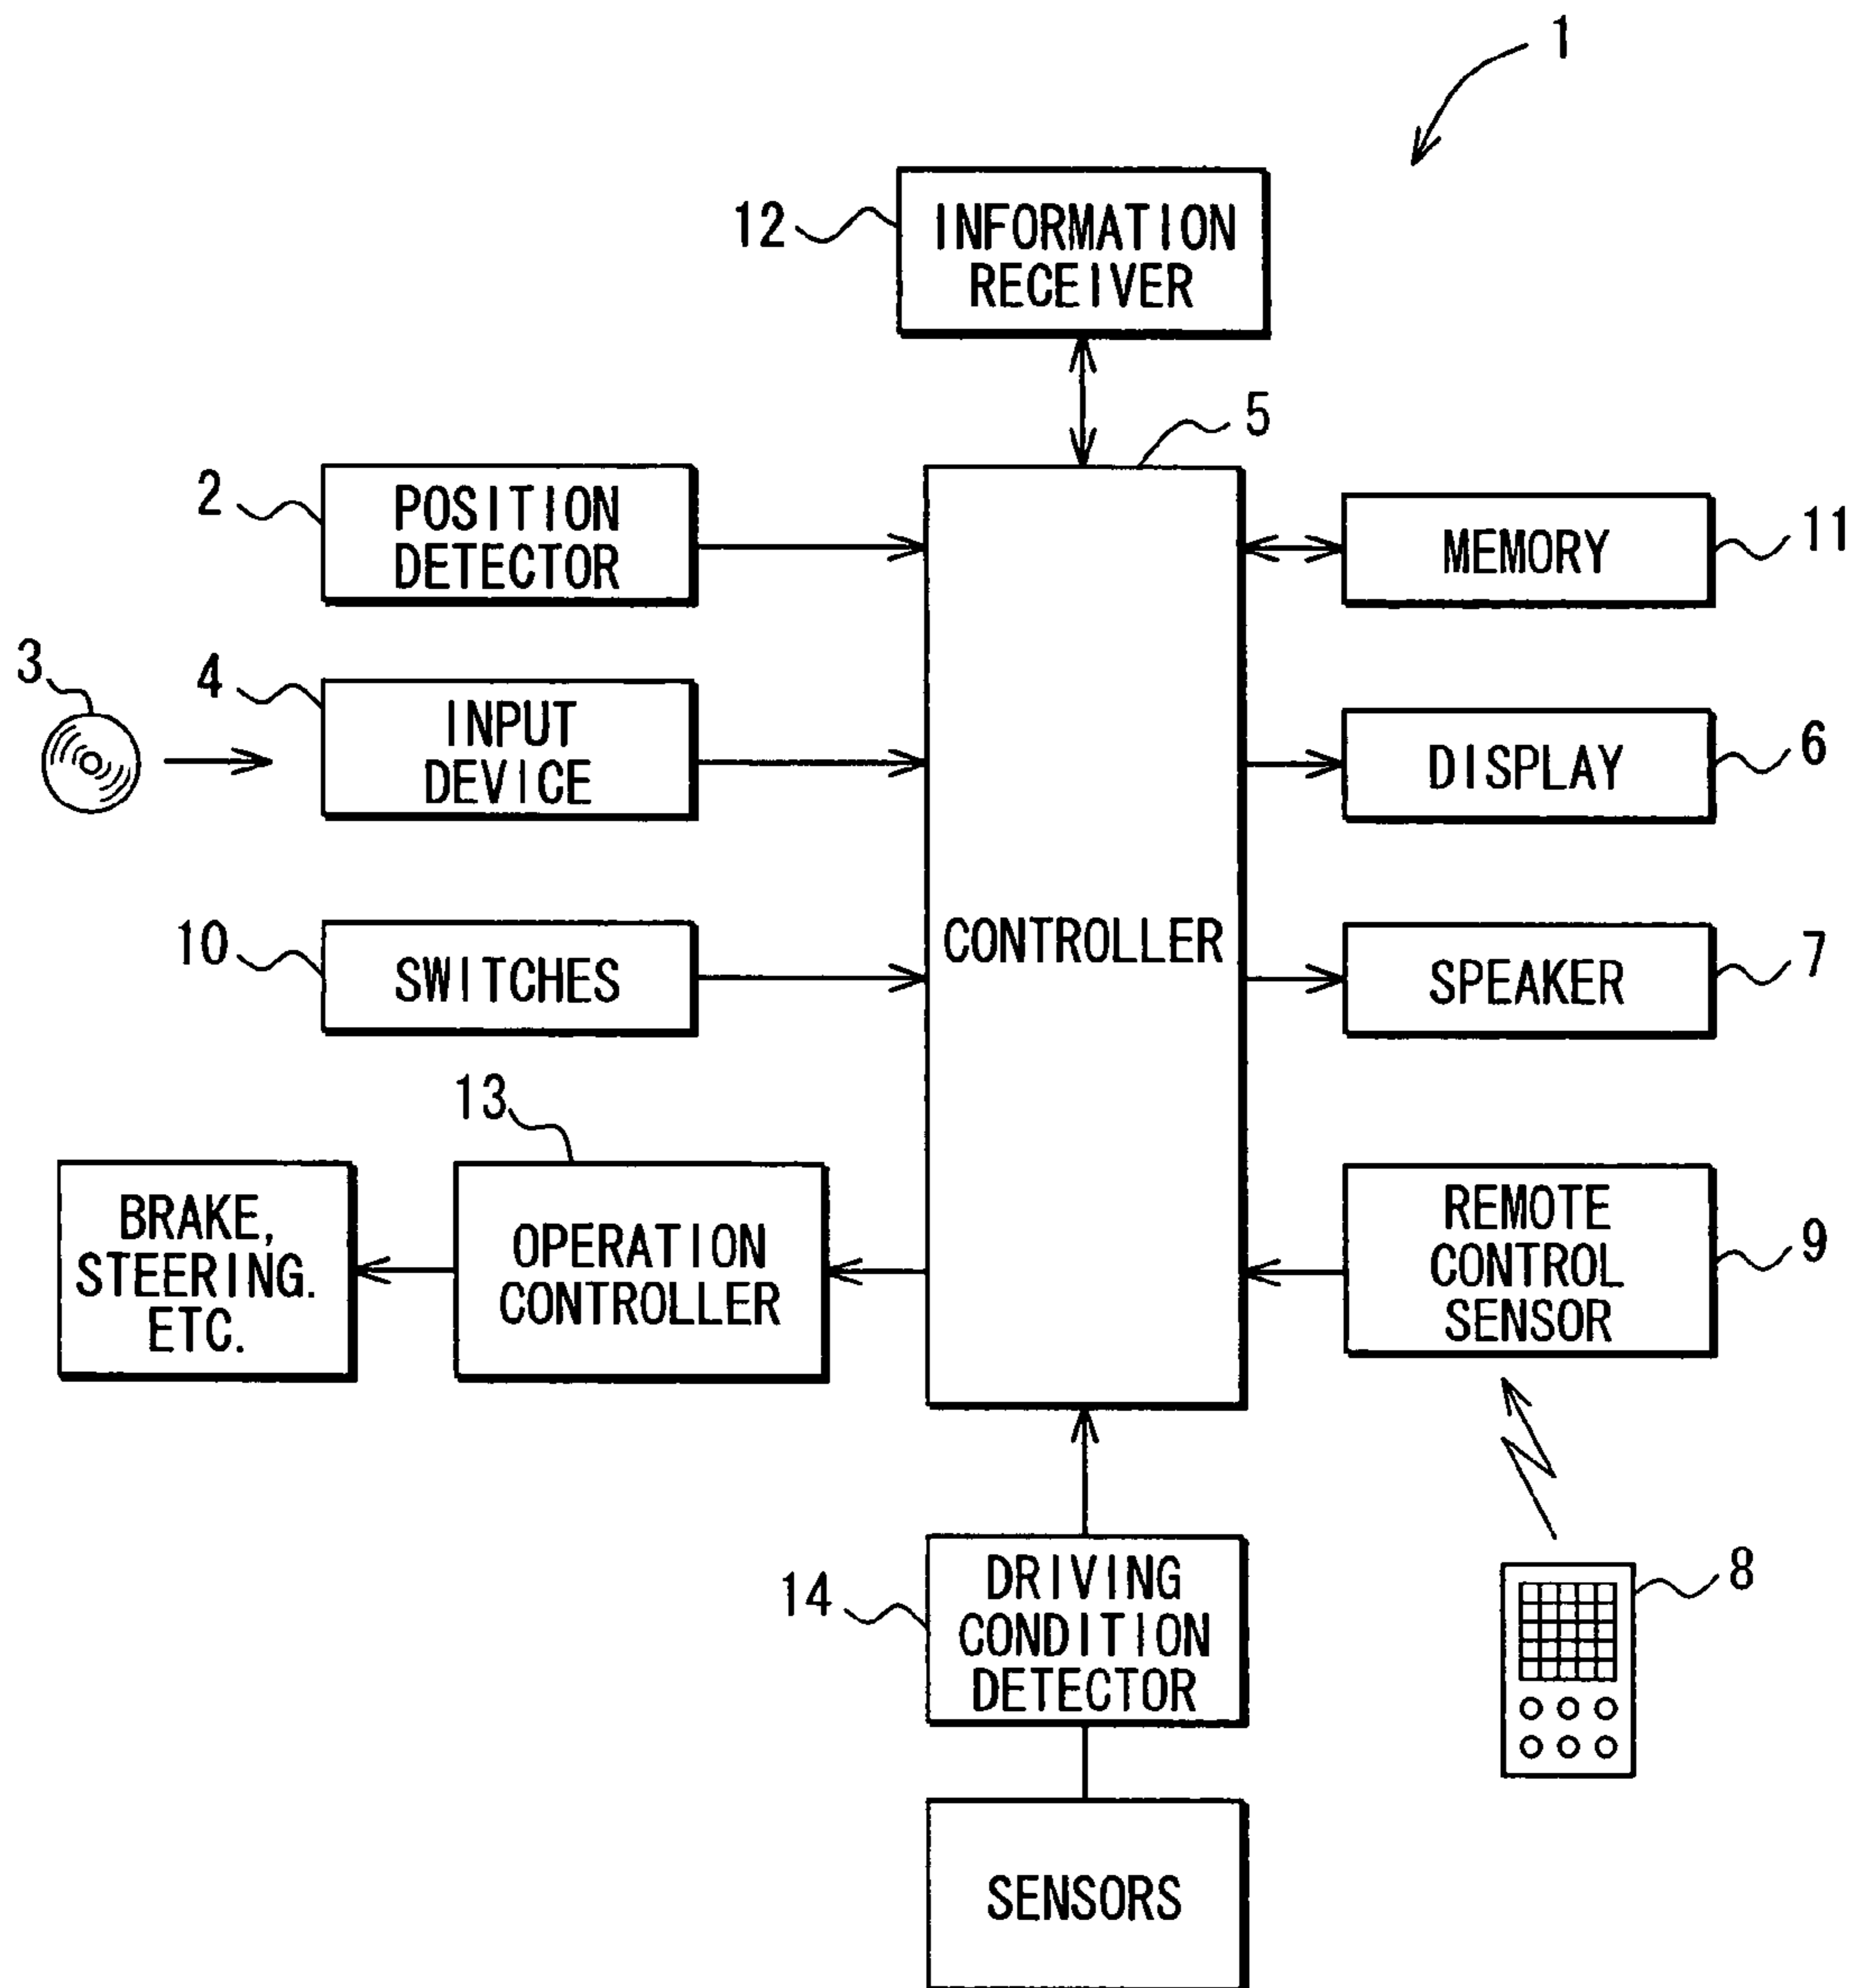 1
12
INFORMATION
RECEIVER
5
2
POSITION
DETECTOR
MEMORY
11
3
4
INPUT
DEVICE
DISPLAY
6
CONTROLLER
10
SWITCHES
SPEAKER
7
13
BRAKE,
STEERING.
ETC.
OPERATION
CONTROLLER
REMOTE
CONTROL
SENSOR
9
14
DRIVING
CONDITION
DETECTOR
8
SENSORS